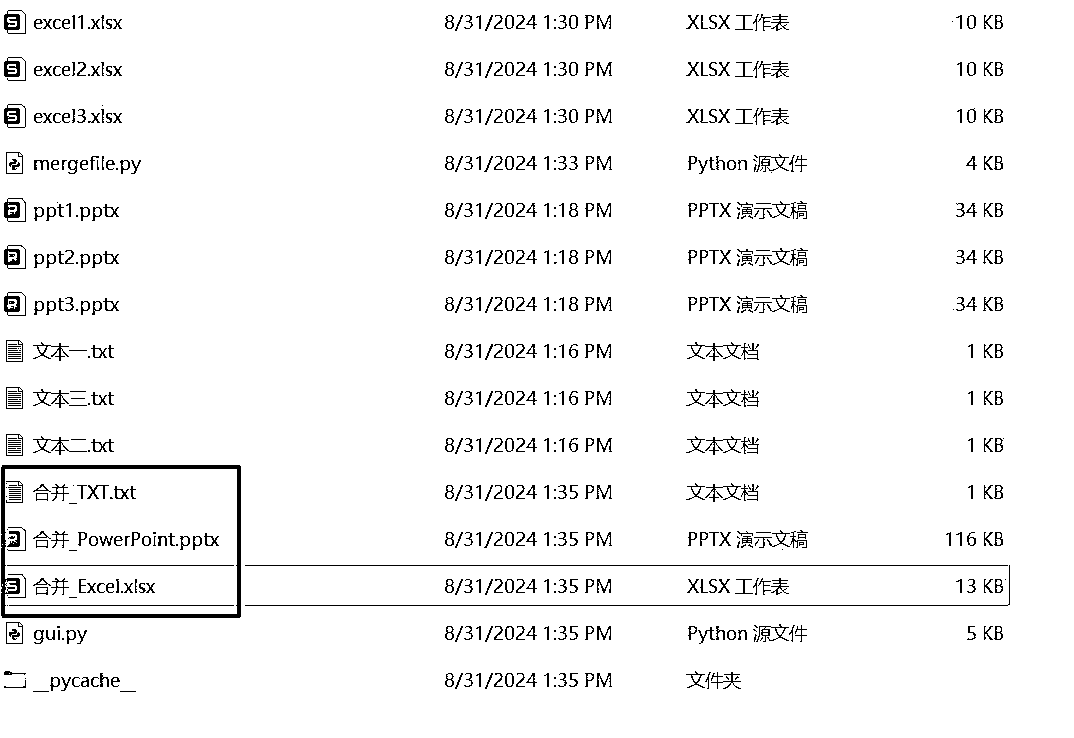 excel1.xlsx 8/31/2024 1:30 PM XLSX 工作表 10 KB
excel2.xlsx 8/31/2024 1:30 PM XLSX 工作表 10 KB
excel3.xlsx 8/31/2024 1:30 PM XLSX 工作表 10 KB
mergefile.py 8/31/2024 1:33 PM Python 源文件 4 KB
ppt1.pptx 8/31/2024 1:18 PM PPTX 演示文稿 34 KB
ppt2.pptx 8/31/2024 1:18 PM PPTX 演示文稿 34 KB
ppt3.pptx 8/31/2024 1:18 PM PPTX 演示文稿 34 KB
文本一.txt 8/31/2024 1:16 PM 文本文档 1 KB
文本三.txt 8/31/2024 1:16 PM 文本文档 1 KB
文本二.txt 8/31/2024 1:16 PM 文本文档 1 KB
合并_TXT.txt 8/31/2024 1:35 PM 文本文档 1 KB
合并_PowerPoint.pptx 8/31/2024 1:35 PM PPTX 演示文稿 116 KB
合并_Excel.xlsx 8/31/2024 1:35 PM XLSX 工作表 13 KB
gui.py 8/31/2024 1:35 PM Python 源文件 5 KB
__pycache__ 8/31/2024 1:35 PM 文件夹